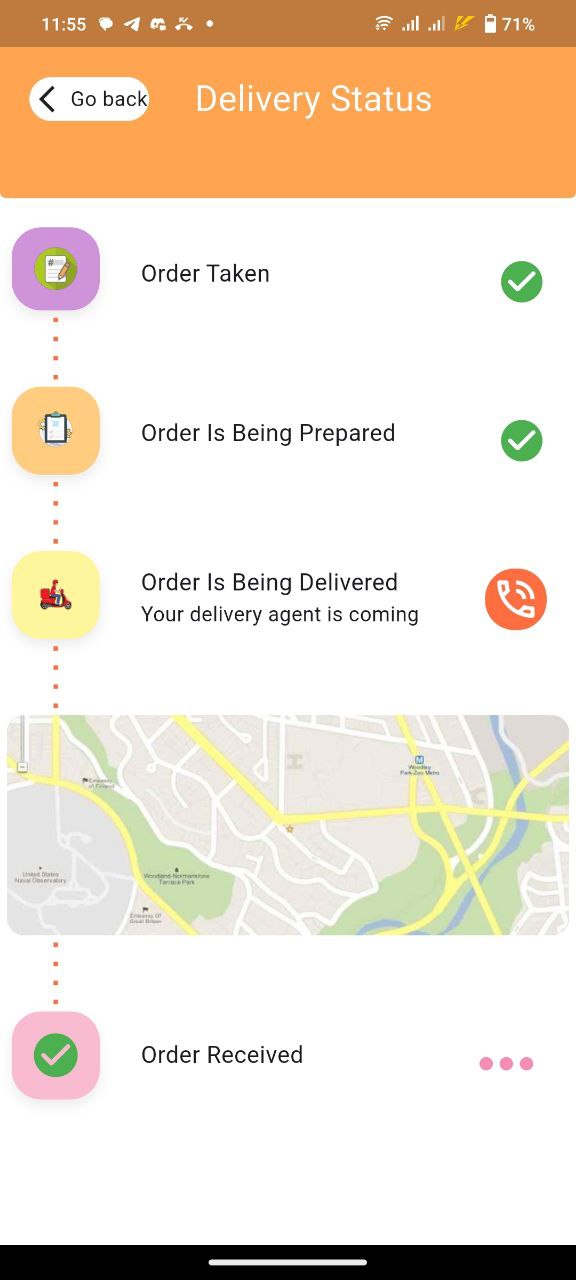 11:55
71%
Go back
Delivery Status
Order Taken
Order Is Being Prepared
Order Is Being Delivered
Your delivery agent is coming
M
Woodley
Park-Zoo Metro
Embassy
of Finland
H
United States
Naval Observatory
Woodland-Normanstone
Terrace Park
Embassy Of
Great Britain
Order Received